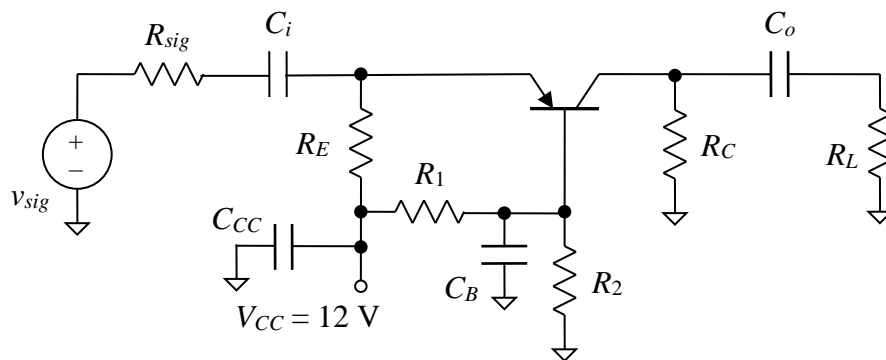 R_sig
C_i
C_o
+
−
v_sig
R_E
R_1
R_C
R_L
C_CC
C_B
R_2
V_CC = 12 V